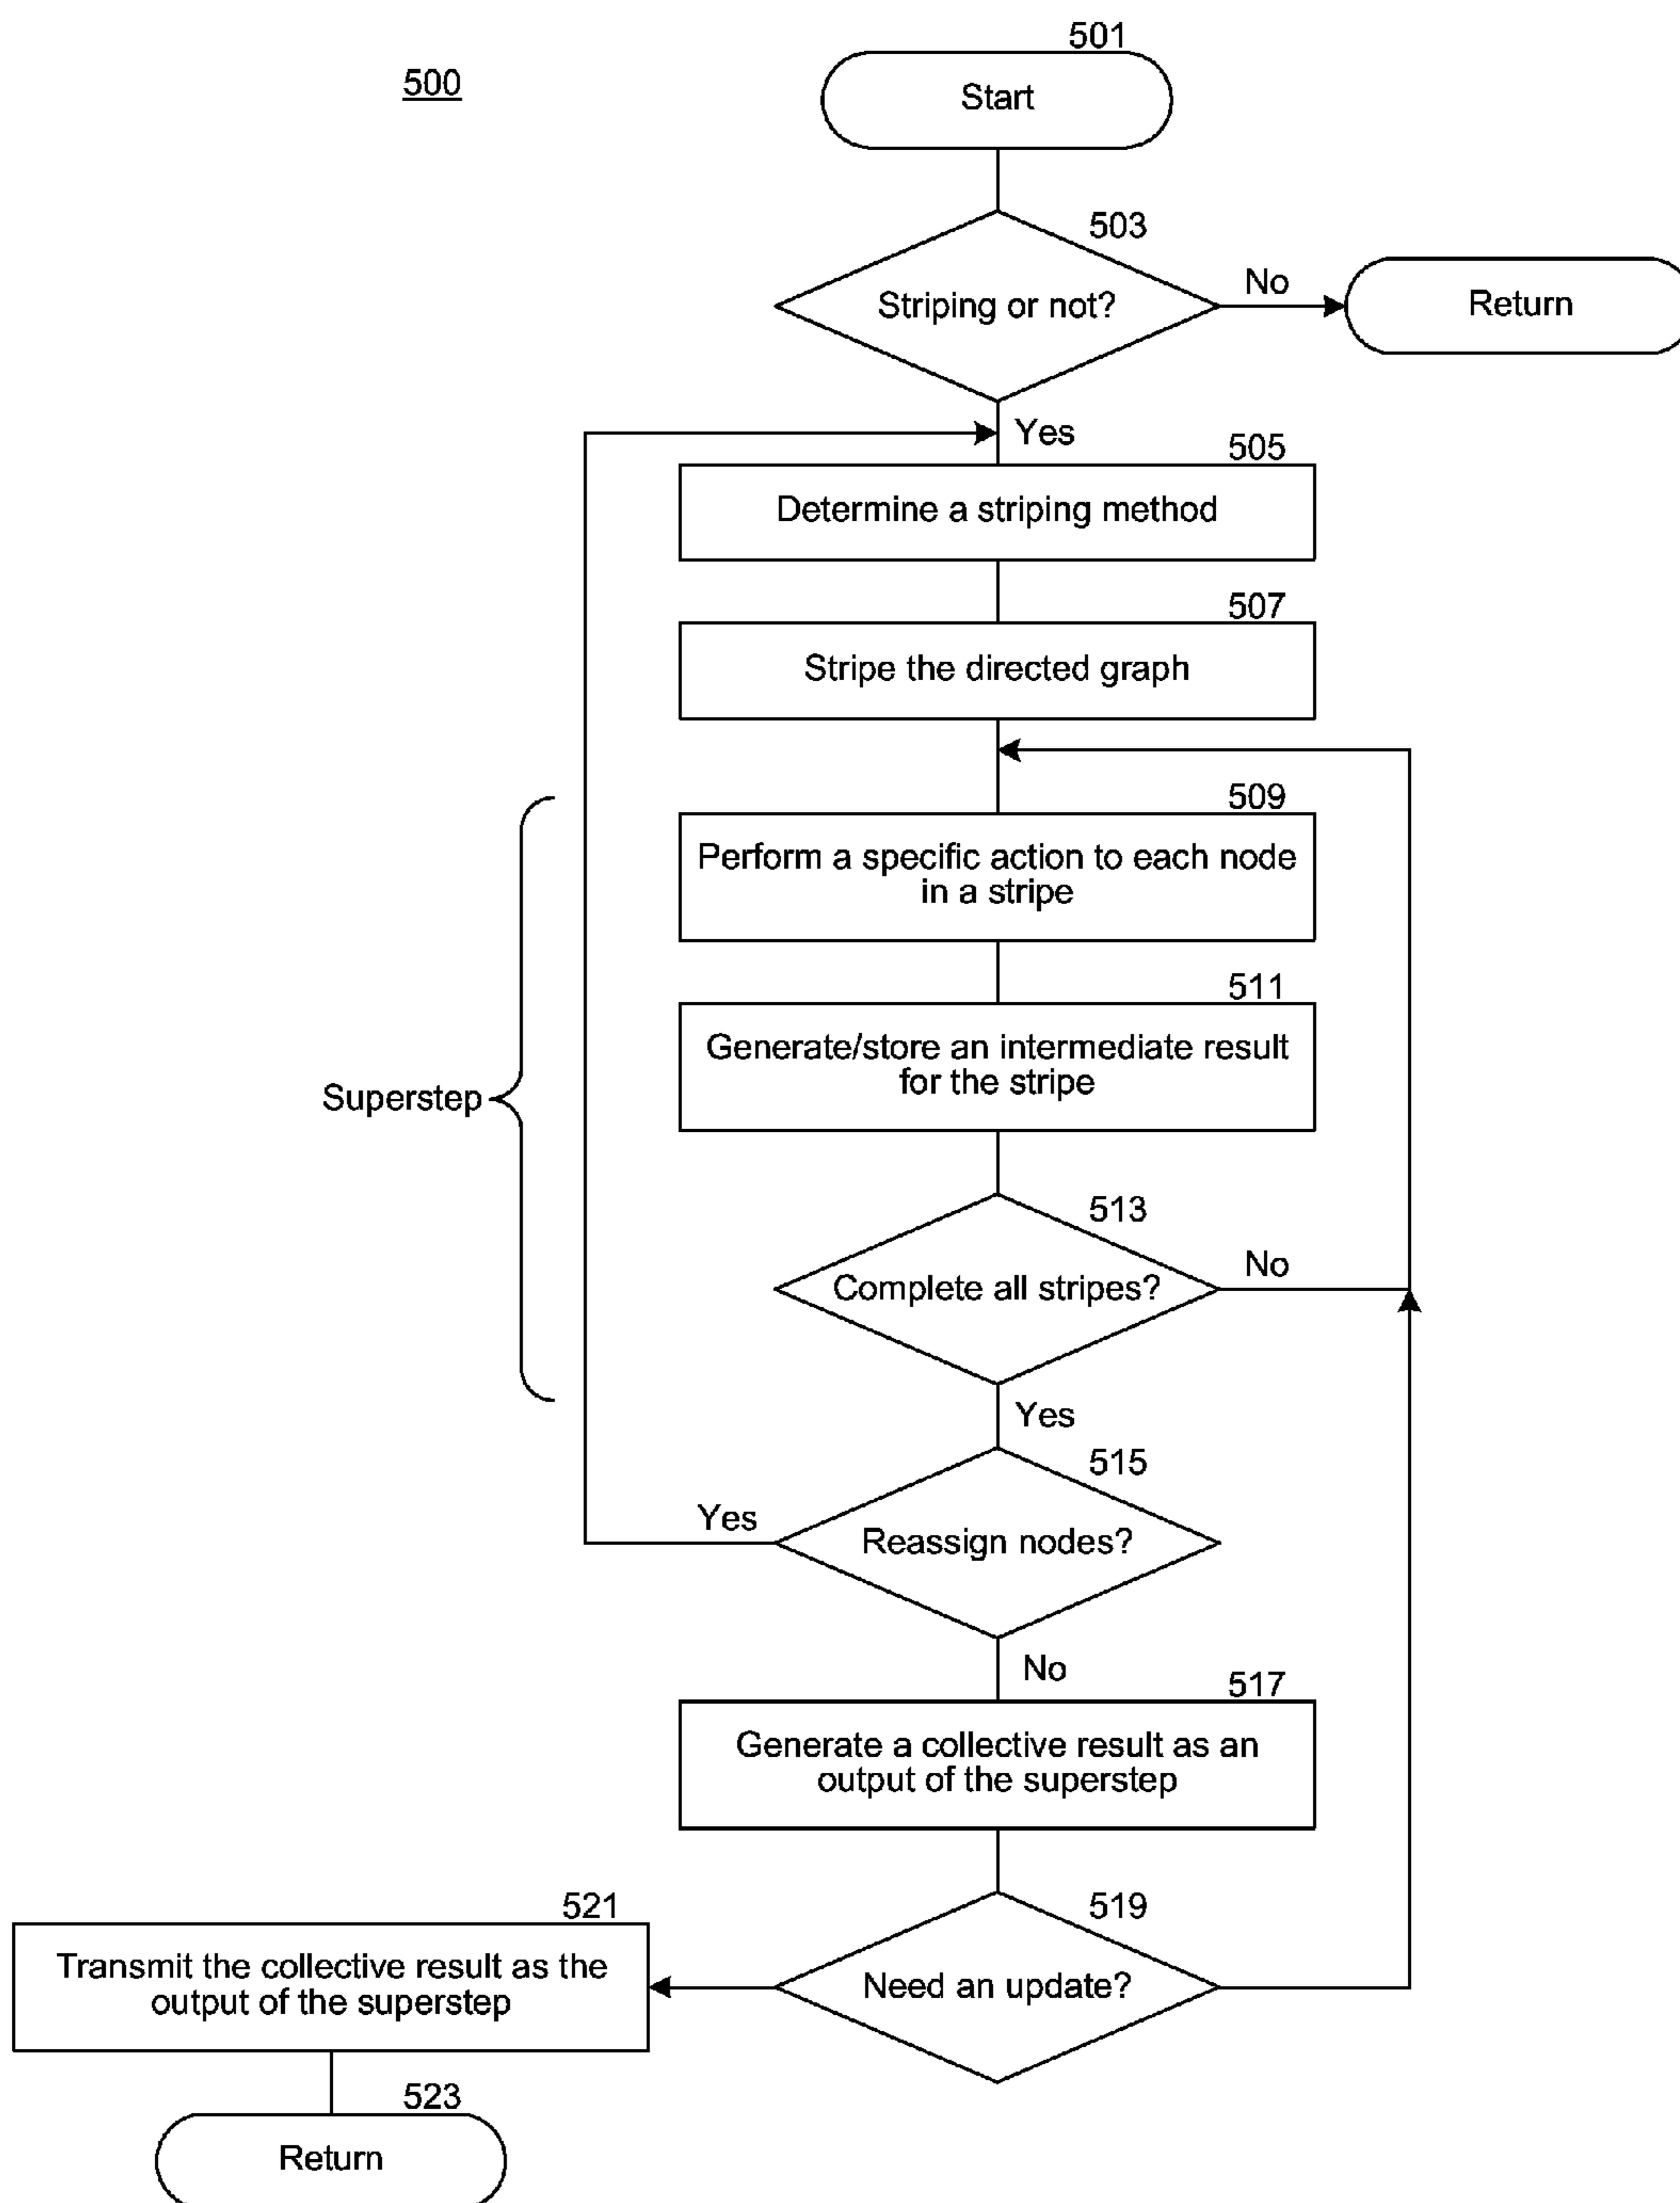 501
500
Start
503
Striping or not?
No
Return
Yes
505
Determine a striping method
507
Stripe the directed graph
509
Perform a specific action to each node
in a stripe
511
Generate/store an intermediate result
for the stripe
Superstep
513
Complete all stripes?
No
Yes
515
Yes
Reassign nodes?
No
517
Generate a collective result as an
output of the superstep
521
519
Transmit the collective result as the
output of the superstep
Need an update?
523
Return